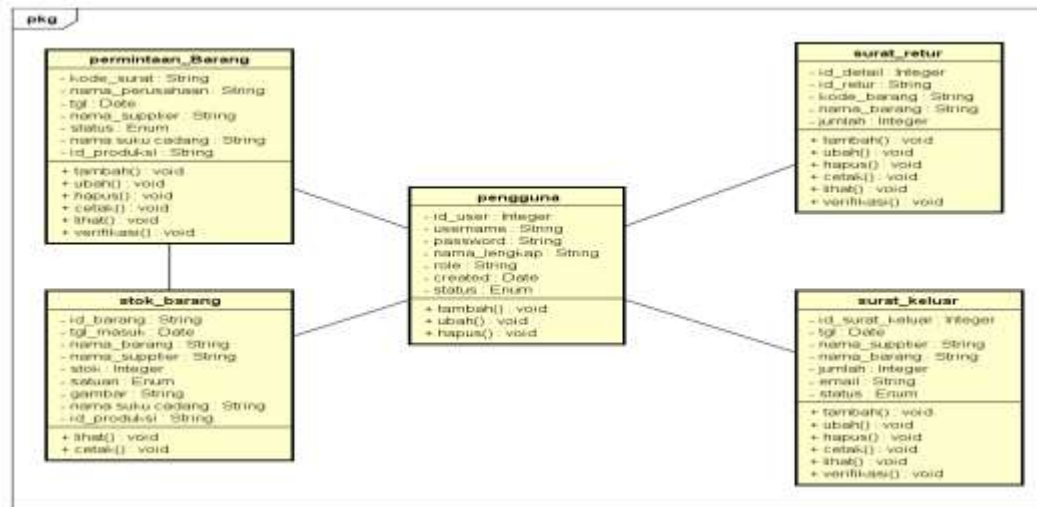 pkg
permintaan_Barang
- kode_surat : String
- nama_perusahaan : String
- tgl : Date
- nama_supplier : String
- status : Enum
- nama suku cadang : String
- id_produksi : String
+ tambah() : void
+ ubah() : void
+ hapus() : void
+ cetak() : void
+ lihat() : void
+ verifikasi() : void
stok_barang
- id_barang : String
- tgl_masuk : Date
- nama_barang : String
- nama_supplier : String
- stok : Integer
- satuan : Enum
- gambar : String
- nama suku cadang : String
- id_produksi : String
+ lihat() : void
+ cetak() : void
pengguna
- id_user : Integer
- username : String
- password : String
- nama_lengkap : String
- role : String
- created : Date
- status : Enum
+ tambah() : void
+ ubah() : void
+ hapus() : void
surat_retur
- id_detail : Integer
- id_retur : String
- kode_barang : String
- nama_barang : String
- jumlah : Integer
+ tambah() : void
+ ubah() : void
+ hapus() : void
+ cetak() : void
+ lihat() : void
+ verifikasi() : void
surat_keluar
- id_surat_keluar : Integer
- tgl : Date
- nama_supplier : String
- nama_barang : String
- jumlah : Integer
- email : String
- status : Enum
+ tambah() : void
+ ubah() : void
+ hapus() : void
+ cetak() : void
+ lihat() : void
+ verifikasi() : void